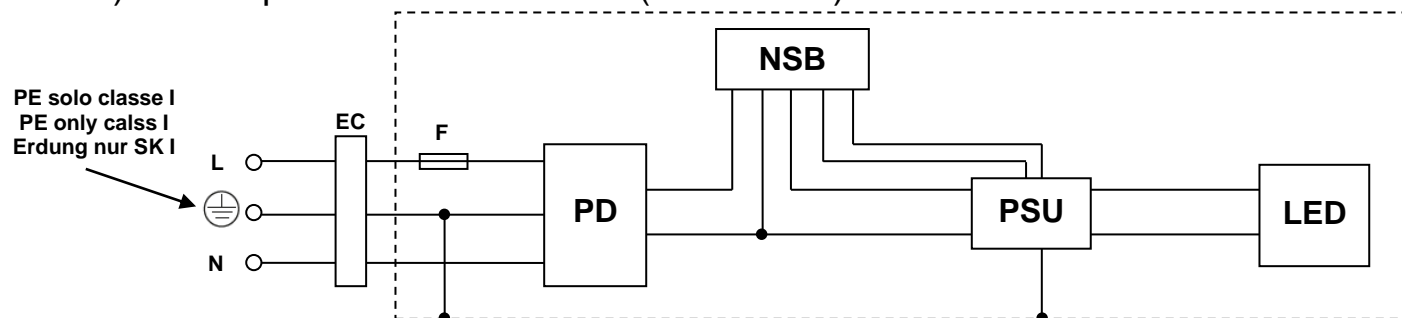 NSB
PE solo classe I
PE only calss I
Erdung nur SK I
EC
F
L
PD
PSU
LED
N